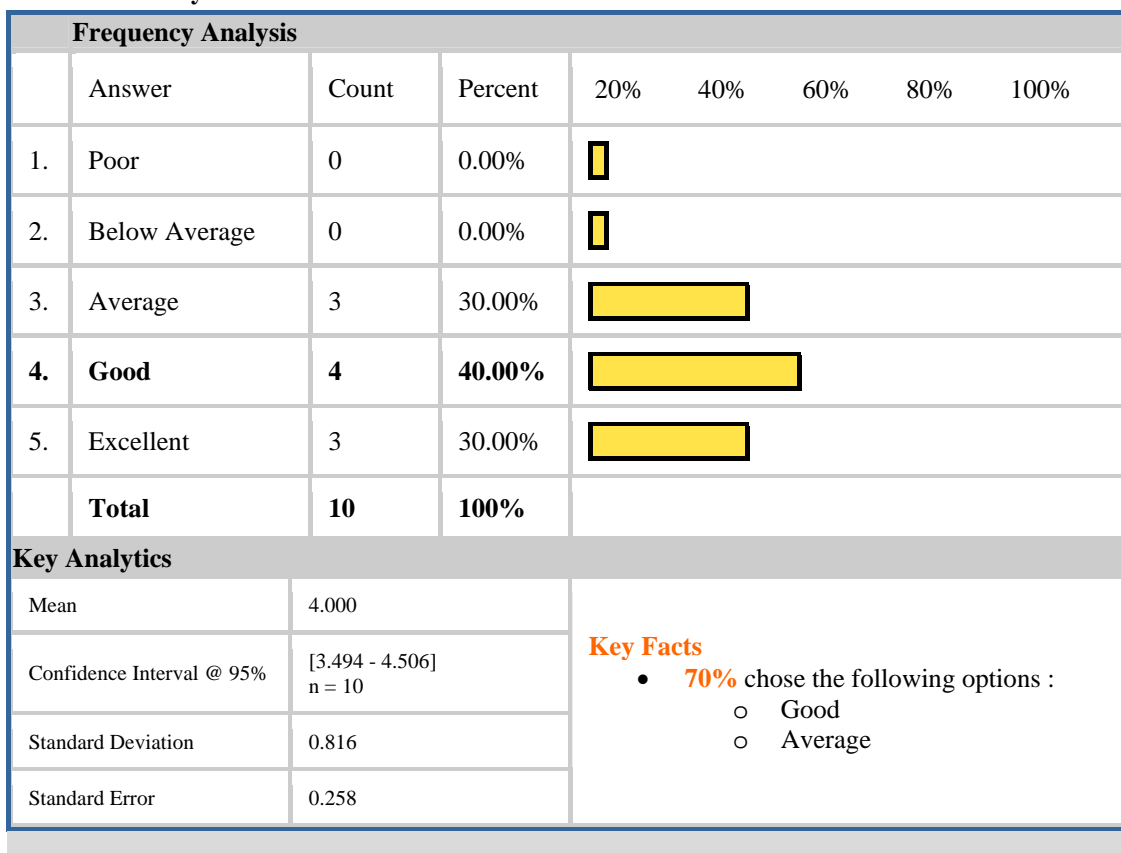 Frequency Analysis
Answer Count Percent 20% 40% 60% 80% 100%
1. Poor 0 0.00%
2. Below Average 0 0.00%
3. Average 3 30.00%
4. Good 4 40.00%
5. Excellent 3 30.00%
Total 10 100%
Key Analytics
Mean 4.000
Confidence Interval @ 95% [3.494 - 4.506]
n = 10
Standard Deviation 0.816
Standard Error 0.258
Key Facts
• 70% chose the following options :
o Good
o Average